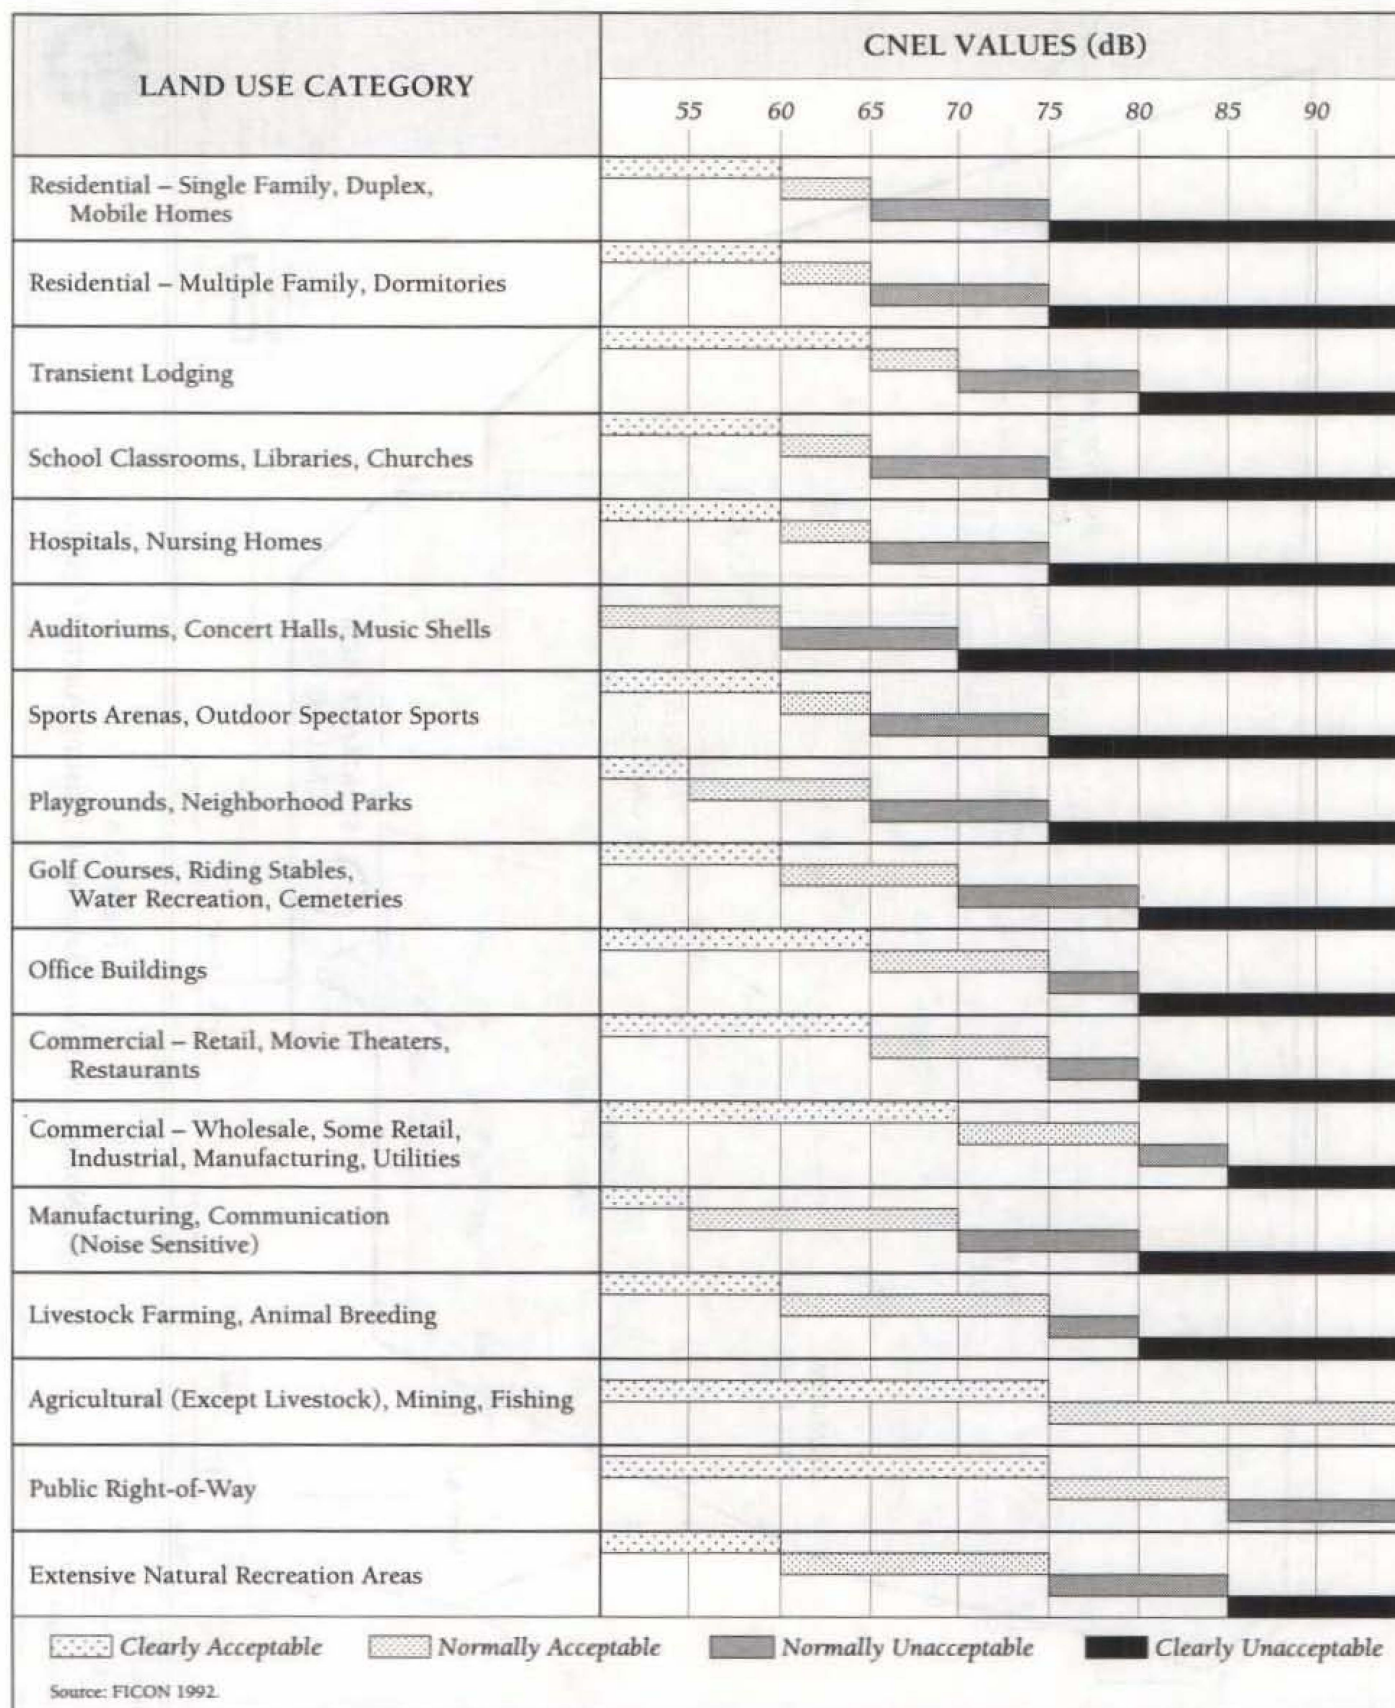 LAND USE CATEGORY
CNEL VALUES (dB)
55 60 65 70 75 80 85 90
Residential – Single Family, Duplex,
Mobile Homes
Residential – Multiple Family, Dormitories
Transient Lodging
School Classrooms, Libraries, Churches
Hospitals, Nursing Homes
Auditoriums, Concert Halls, Music Shells
Sports Arenas, Outdoor Spectator Sports
Playgrounds, Neighborhood Parks
Golf Courses, Riding Stables,
Water Recreation, Cemeteries
Office Buildings
Commercial – Retail, Movie Theaters,
Restaurants
Commercial – Wholesale, Some Retail,
Industrial, Manufacturing, Utilities
Manufacturing, Communication
(Noise Sensitive)
Livestock Farming, Animal Breeding
Agricultural (Except Livestock), Mining, Fishing
Public Right-of-Way
Extensive Natural Recreation Areas
Clearly Acceptable Normally Acceptable Normally Unacceptable Clearly Unacceptable
Source: FICON 1992.